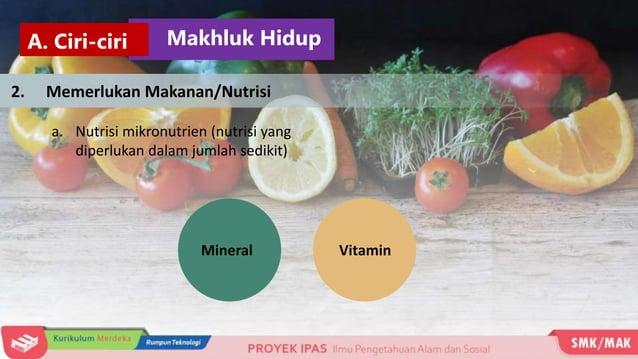 A. Ciri-ciri
Makhluk Hidup
2. Memerlukan Makanan/Nutrisi
a. Nutrisi mikronutrien (nutrisi yang
diperlukan dalam jumlah sedikit)
Mineral
Vitamin
Kurikulum Merdeka
Rumpun Teknologi
PROYEK IPAS Ilmu Pengetahuan Alam dan Sosial
SMK/MAK